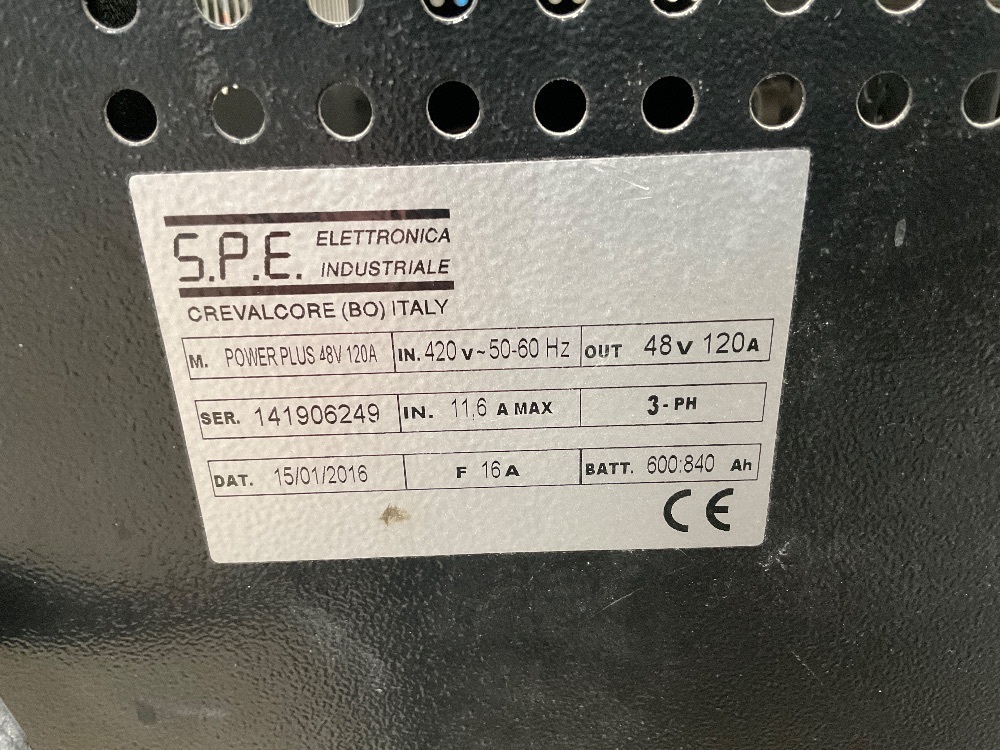 S.P.E. ELETTRONICA
INDUSTRIALE
CREVALCORE (BO) ITALY
M. POWER PLUS 48V 120A IN. 420 V~50-60 Hz OUT 48V 120A
SER. 141906249 IN. 11,6 A MAX 3-PH
DAT. 15/01/2016 F 16 A BATT. 600:840 Ah
CE